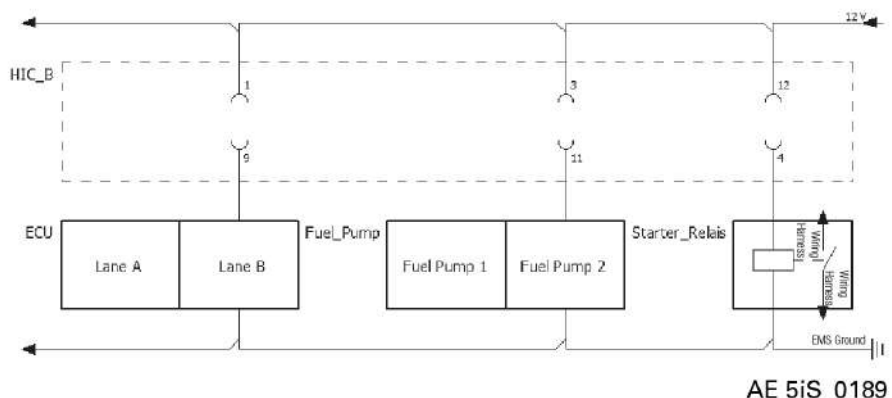 12 V
HIC_B
1
3
12
9
11
4
ECU
Lane A
Lane B
Fuel_Pump
Fuel Pump 1
Fuel Pump 2
Starter_Relais
Wiring
Harness
Wiring
Harness
EMS Ground
AE 5iS 0189